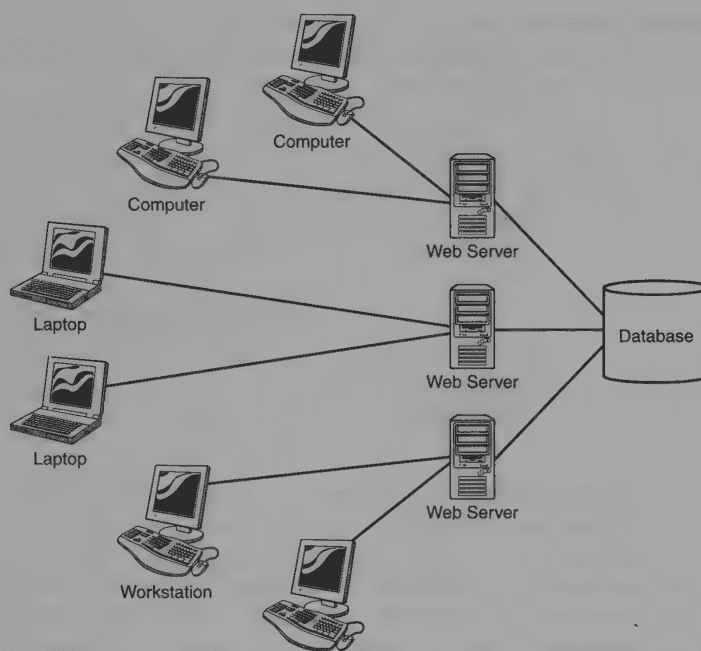 Computer
Computer
Web Server
Laptop
Web Server
Database
Laptop
Web Server
Workstation